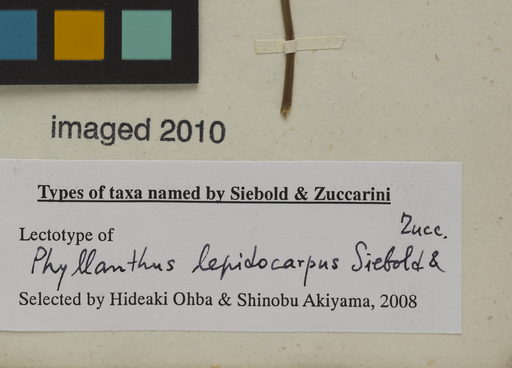 imaged 2010
Types of taxa named by Siebold & Zuccarini
Lectotype of
Phyllanthus lepidocarpus Siebold &
Zucc.
Selected by Hideaki Ohba & Shinobu Akiyama, 2008